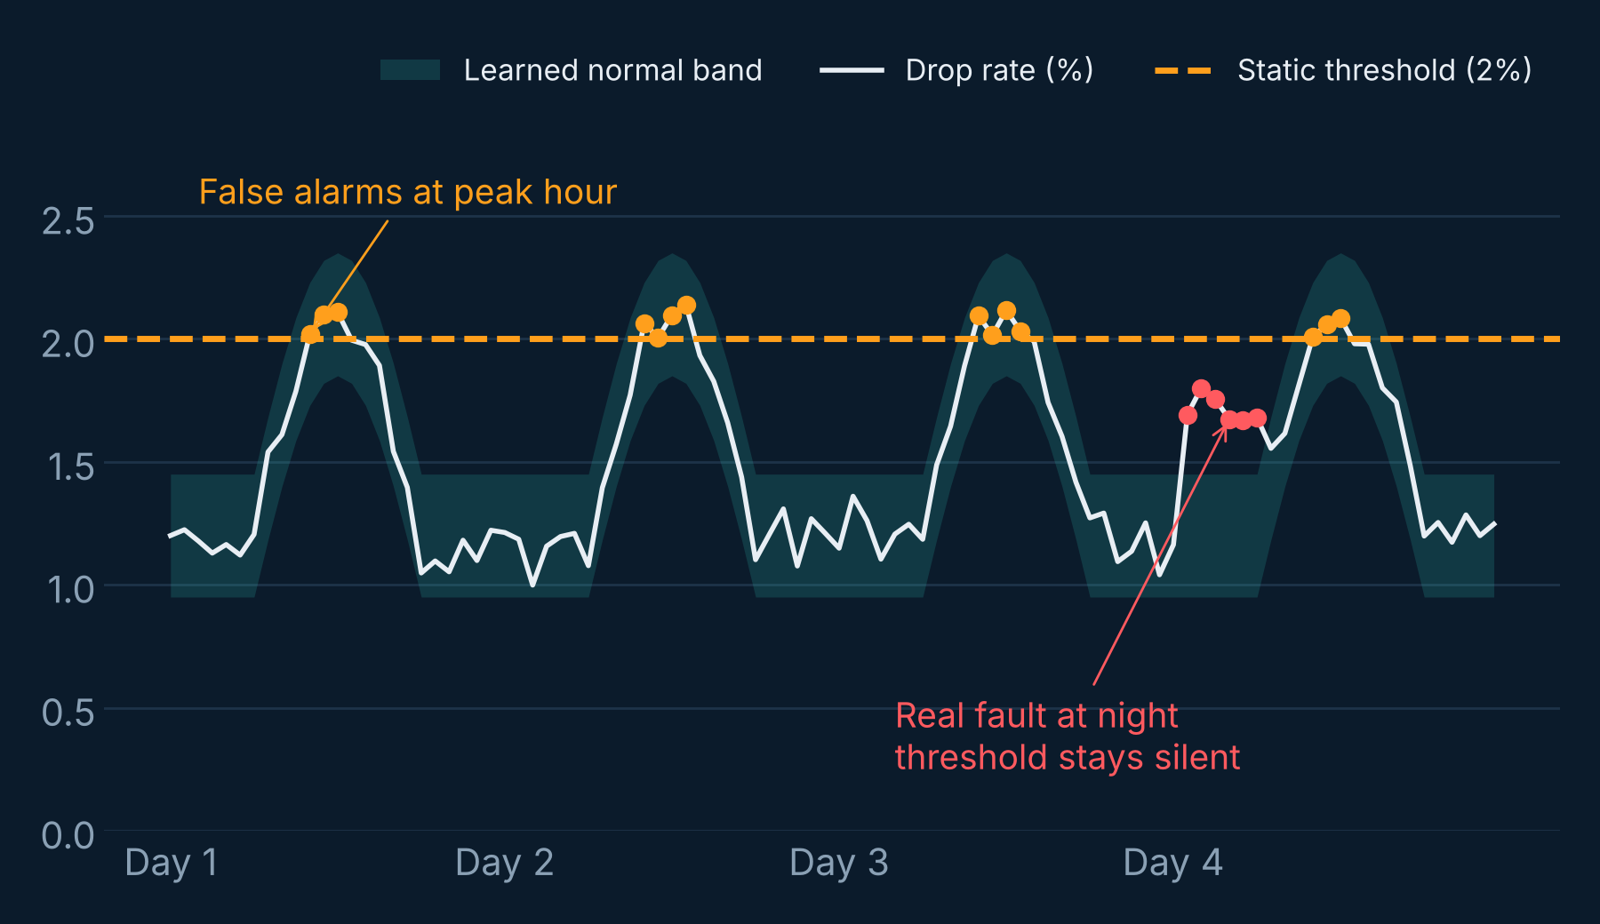 Learned normal band
Drop rate (%)
Static threshold (2%)
False alarms at peak hour
2.5
2.0
1.5
1.0
0.5
0.0
Real fault at night
threshold stays silent
Day 1
Day 2
Day 3
Day 4